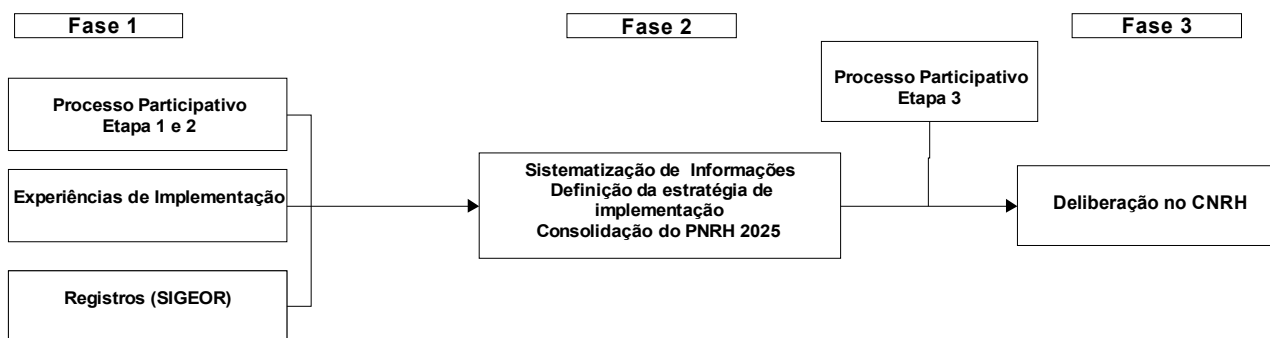 Fase 1
Fase 2
Fase 3
Processo Participativo
Etapa 1 e 2
Experiências de Implementação
Registros (SIGEOR)
Sistematização de Informações
Definição da estratégia de
implementação
Consolidação do PNRH 2025
Processo Participativo
Etapa 3
Deliberação no CNRH